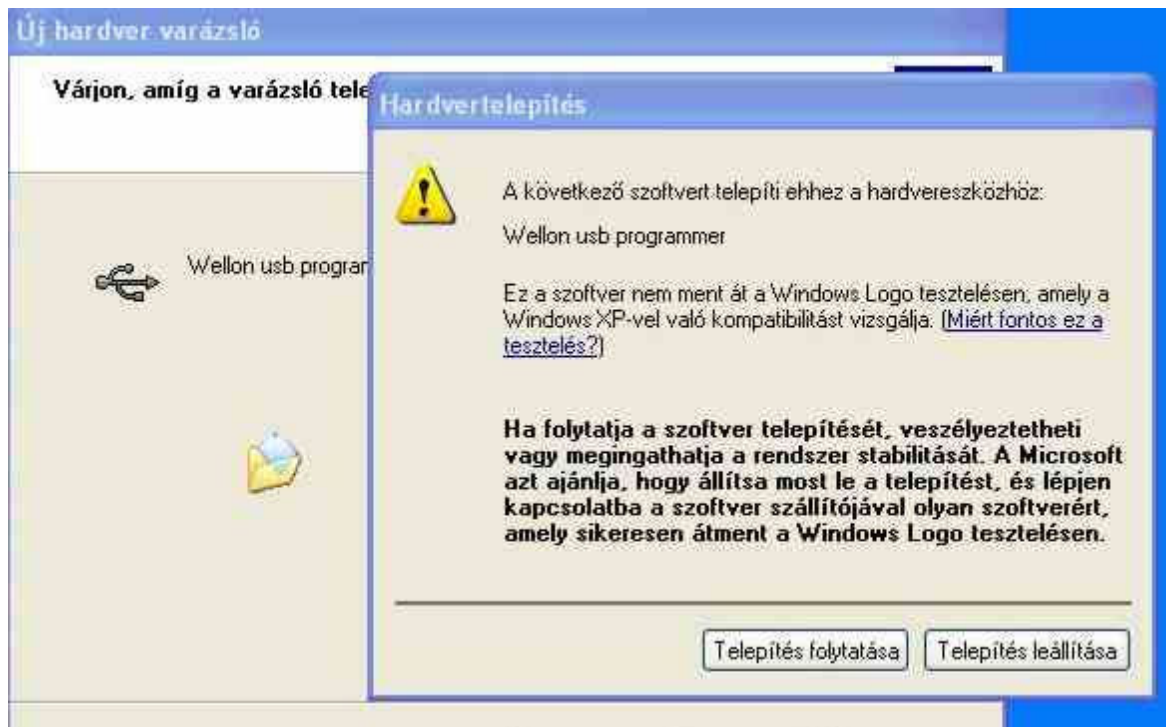 Új hardver varázsló
Várjon, amíg a varázsló tele
Wellon usb program
Hardvertelepítés
A következő szoftvert telepíti ehhez a hardvereszközhöz:
Wellon usb programmer
Ez a szoftver nem ment át a Windows Logo tesztelésen, amely a
Windows XP-vel való kompatibilitást vizsgálja. (Miért fontos ez a
tesztelés?)
Ha folytatja a szoftver telepítését, veszélyeztetheti
vagy megingathatja a rendszer stabilitását. A Microsoft
azt ajánlja, hogy állítsa most le a telepítést, és lépjen
kapcsolatba a szoftver szállítójával olyan szoftverért,
amely sikeresen átment a Windows Logo tesztelésen.
Telepítés folytatása
Telepítés leállítása